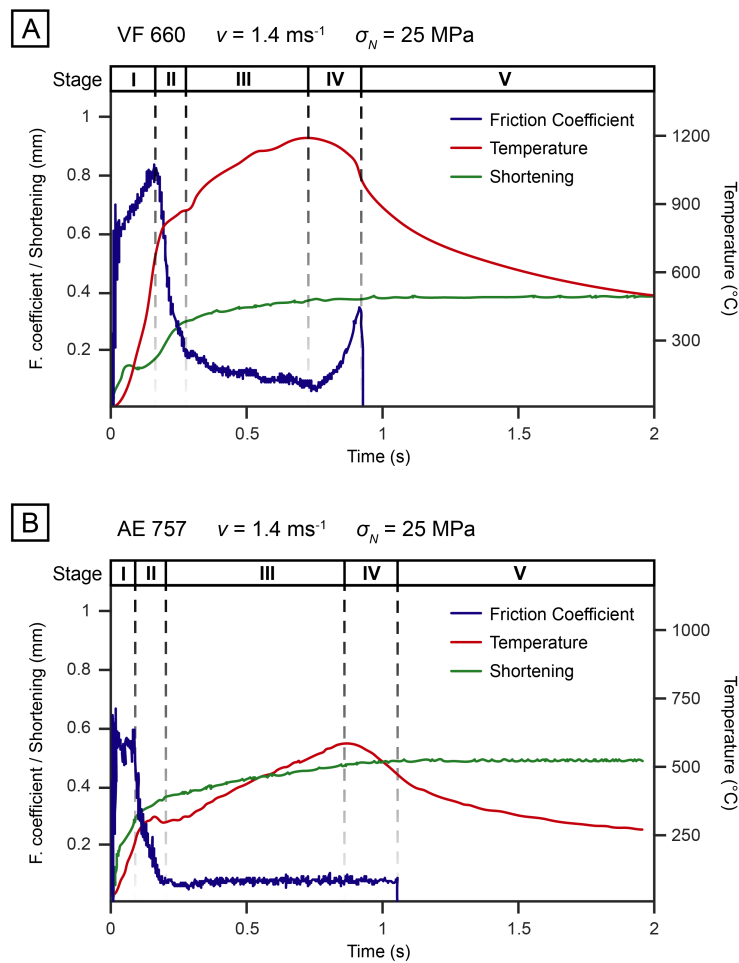 A
VF 660 v = 1.4 ms⁻¹ σN = 25 MPa
Stage I II III IV V
1
0.8
0.6
0.4
0.2
F. coefficient / Shortening (mm)
Friction Coefficient
Temperature
Shortening
1200
900
600
300
Temperature (°C)
0 0.5 1 1.5 2
Time (s)
B
AE 757 v = 1.4 ms⁻¹ σN = 25 MPa
Stage I II III IV V
1
0.8
0.6
0.4
0.2
F. coefficient / Shortening (mm)
Friction Coefficient
Temperature
Shortening
1000
750
500
250
Temperature (°C)
0 0.5 1 1.5 2
Time (s)